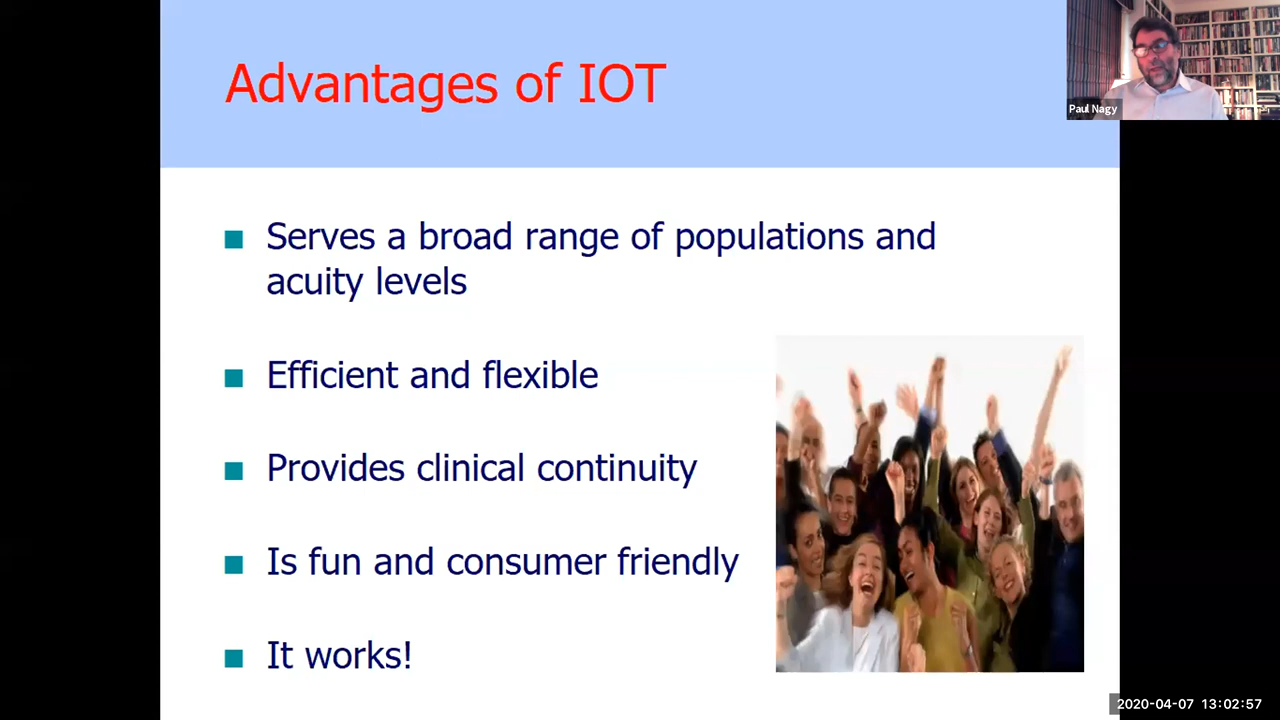 Advantages of IOT
Paul Nagy
Serves a broad range of populations and
acuity levels
Efficient and flexible
Provides clinical continuity
Is fun and consumer friendly
It works!
2020-04-07 13:02:57